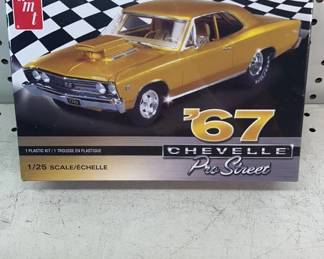 amt
'67
CHEVELLE
Pro Street
1 PLASTIC KIT/1 TROUSSE EN PLASTIQUE
1/25 SCALE/ÉCHELLE